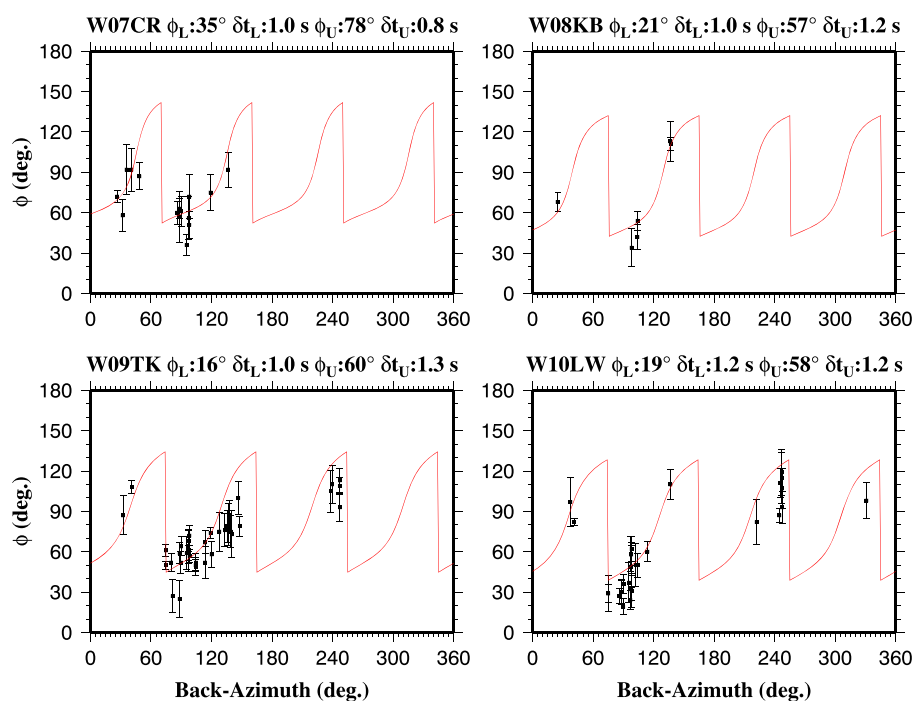 W07CR ϕL:35° δtL:1.0 s ϕU:78° δtU:0.8 s
180
150
120
90
60
30
0
ϕ (deg.)
0 60 120 180 240 300 360
W08KB ϕL:21° δtL:1.0 s ϕU:57° δtU:1.2 s
180
150
120
90
60
30
0
0 60 120 180 240 300 360
W09TK ϕL:16° δtL:1.0 s ϕU:60° δtU:1.3 s
180
150
120
90
60
30
0
ϕ (deg.)
0 60 120 180 240 300 360
Back-Azimuth (deg.)
W10LW ϕL:19° δtL:1.2 s ϕU:58° δtU:1.2 s
180
150
120
90
60
30
0
0 60 120 180 240 300 360
Back-Azimuth (deg.)